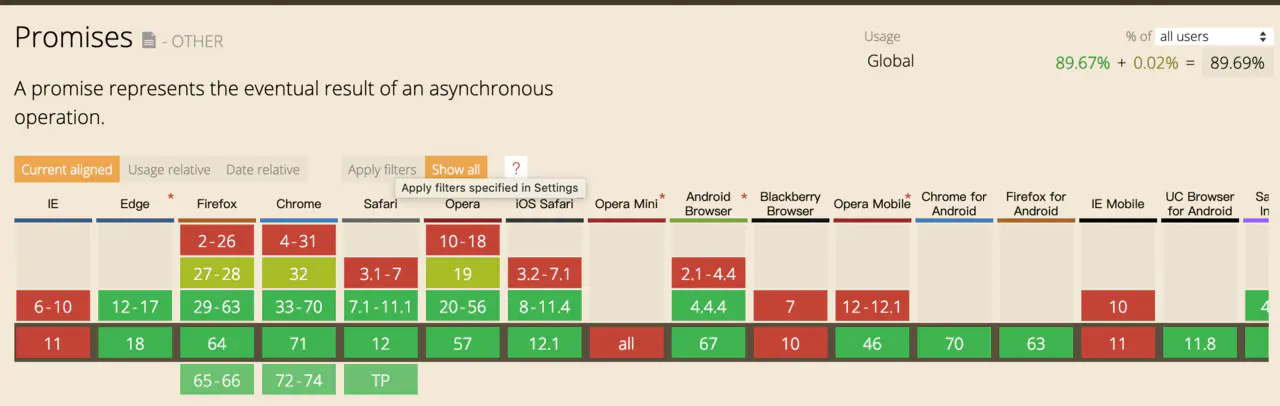 Promises - OTHER
Usage % of all users
Global 89.67% + 0.02% = 89.69%
A promise represents the eventual result of an asynchronous
operation.
Current aligned Usage relative Date relative Apply filters Show all ?
Apply filters specified in Settings
IE Edge * Firefox Chrome Safari Opera iOS Safari Opera Mini * Android Browser * Blackberry Browser Opera Mobile * Chrome for Android Firefox for Android IE Mobile UC Browser for Android
2-26 4-31 10-18
27-28 32 3.1-7 19 3.2-7.1 2.1-4.4
6-10 12-17 29-63 33-70 7.1-11.1 20-56 8-11.4 4.4.4 7 12-12.1 10
11 18 64 71 12 57 12.1 all 67 10 46 70 63 11 11.8
65-66 72-74 TP